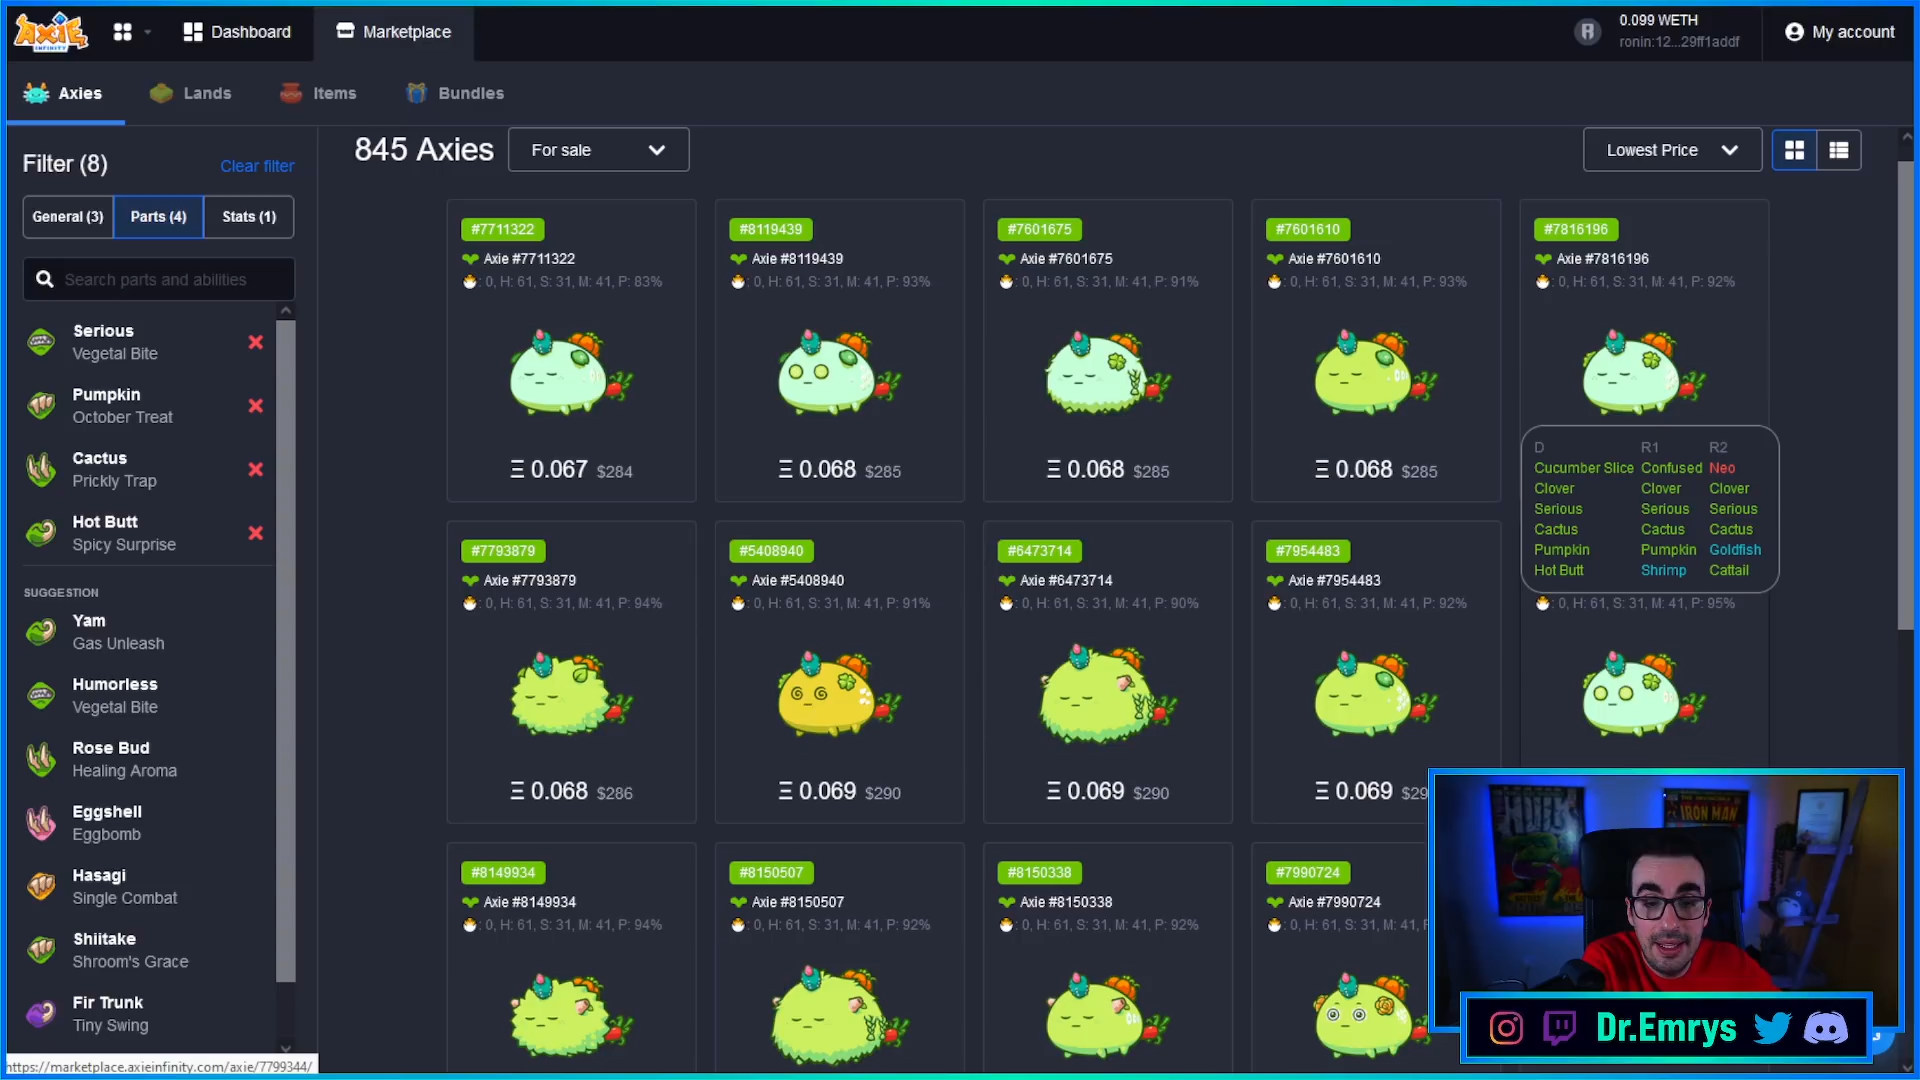 AXIE
INFINITY
Dashboard
Marketplace
0.099 WETH
ronin:12...29ff1addf
My account
Axies
Lands
Items
Bundles
Filter (8)
Clear filter
General (3)
Parts (4)
Stats (1)
Search parts and abilities
Serious
Vegetal Bite
Pumpkin
October Treat
Cactus
Prickly Trap
Hot Butt
Spicy Surprise
SUGGESTION
Yam
Gas Unleash
Humorless
Vegetal Bite
Rose Bud
Healing Aroma
Eggshell
Eggbomb
Hasagi
Single Combat
Shiitake
Shroom's Grace
Fir Trunk
Tiny Swing
https://marketplace.axieinfinity.com/axie/7799344/
845 Axies
For sale
Lowest Price
#7711322
Axie #7711322
: 0, H: 61, S: 31, M: 41, P: 83%
Ξ 0.067 $284
#8119439
Axie #8119439
: 0, H: 61, S: 31, M: 41, P: 93%
Ξ 0.068 $285
#7601675
Axie #7601675
: 0, H: 61, S: 31, M: 41, P: 91%
Ξ 0.068 $285
#7601610
Axie #7601610
: 0, H: 61, S: 31, M: 41, P: 93%
Ξ 0.068 $285
#7816196
Axie #7816196
: 0, H: 61, S: 31, M: 41, P: 92%
D R1 R2
Cucumber Slice Confused Neo
Clover Clover Clover
Serious Serious Serious
Cactus Cactus Cactus
Pumpkin Pumpkin Goldfish
Hot Butt Shrimp Cattail
#7793879
Axie #7793879
: 0, H: 61, S: 31, M: 41, P: 94%
Ξ 0.068 $286
#5408940
Axie #5408940
: 0, H: 61, S: 31, M: 41, P: 91%
Ξ 0.069 $290
#6473714
Axie #6473714
: 0, H: 61, S: 31, M: 41, P: 90%
Ξ 0.069 $290
#7954483
Axie #7954483
: 0, H: 61, S: 31, M: 41, P: 92%
Ξ 0.069 $29
: 0, H: 61, S: 31, M: 41, P: 95%
#8149934
Axie #8149934
: 0, H: 61, S: 31, M: 41, P: 94%
#8150507
Axie #8150507
: 0, H: 61, S: 31, M: 41, P: 92%
#8150338
Axie #8150338
: 0, H: 61, S: 31, M: 41, P: 92%
#7990724
Axie #7990724
: 0, H: 61, S: 31, M: 41, P
HULK
IRON MAN
Dr.Emrys